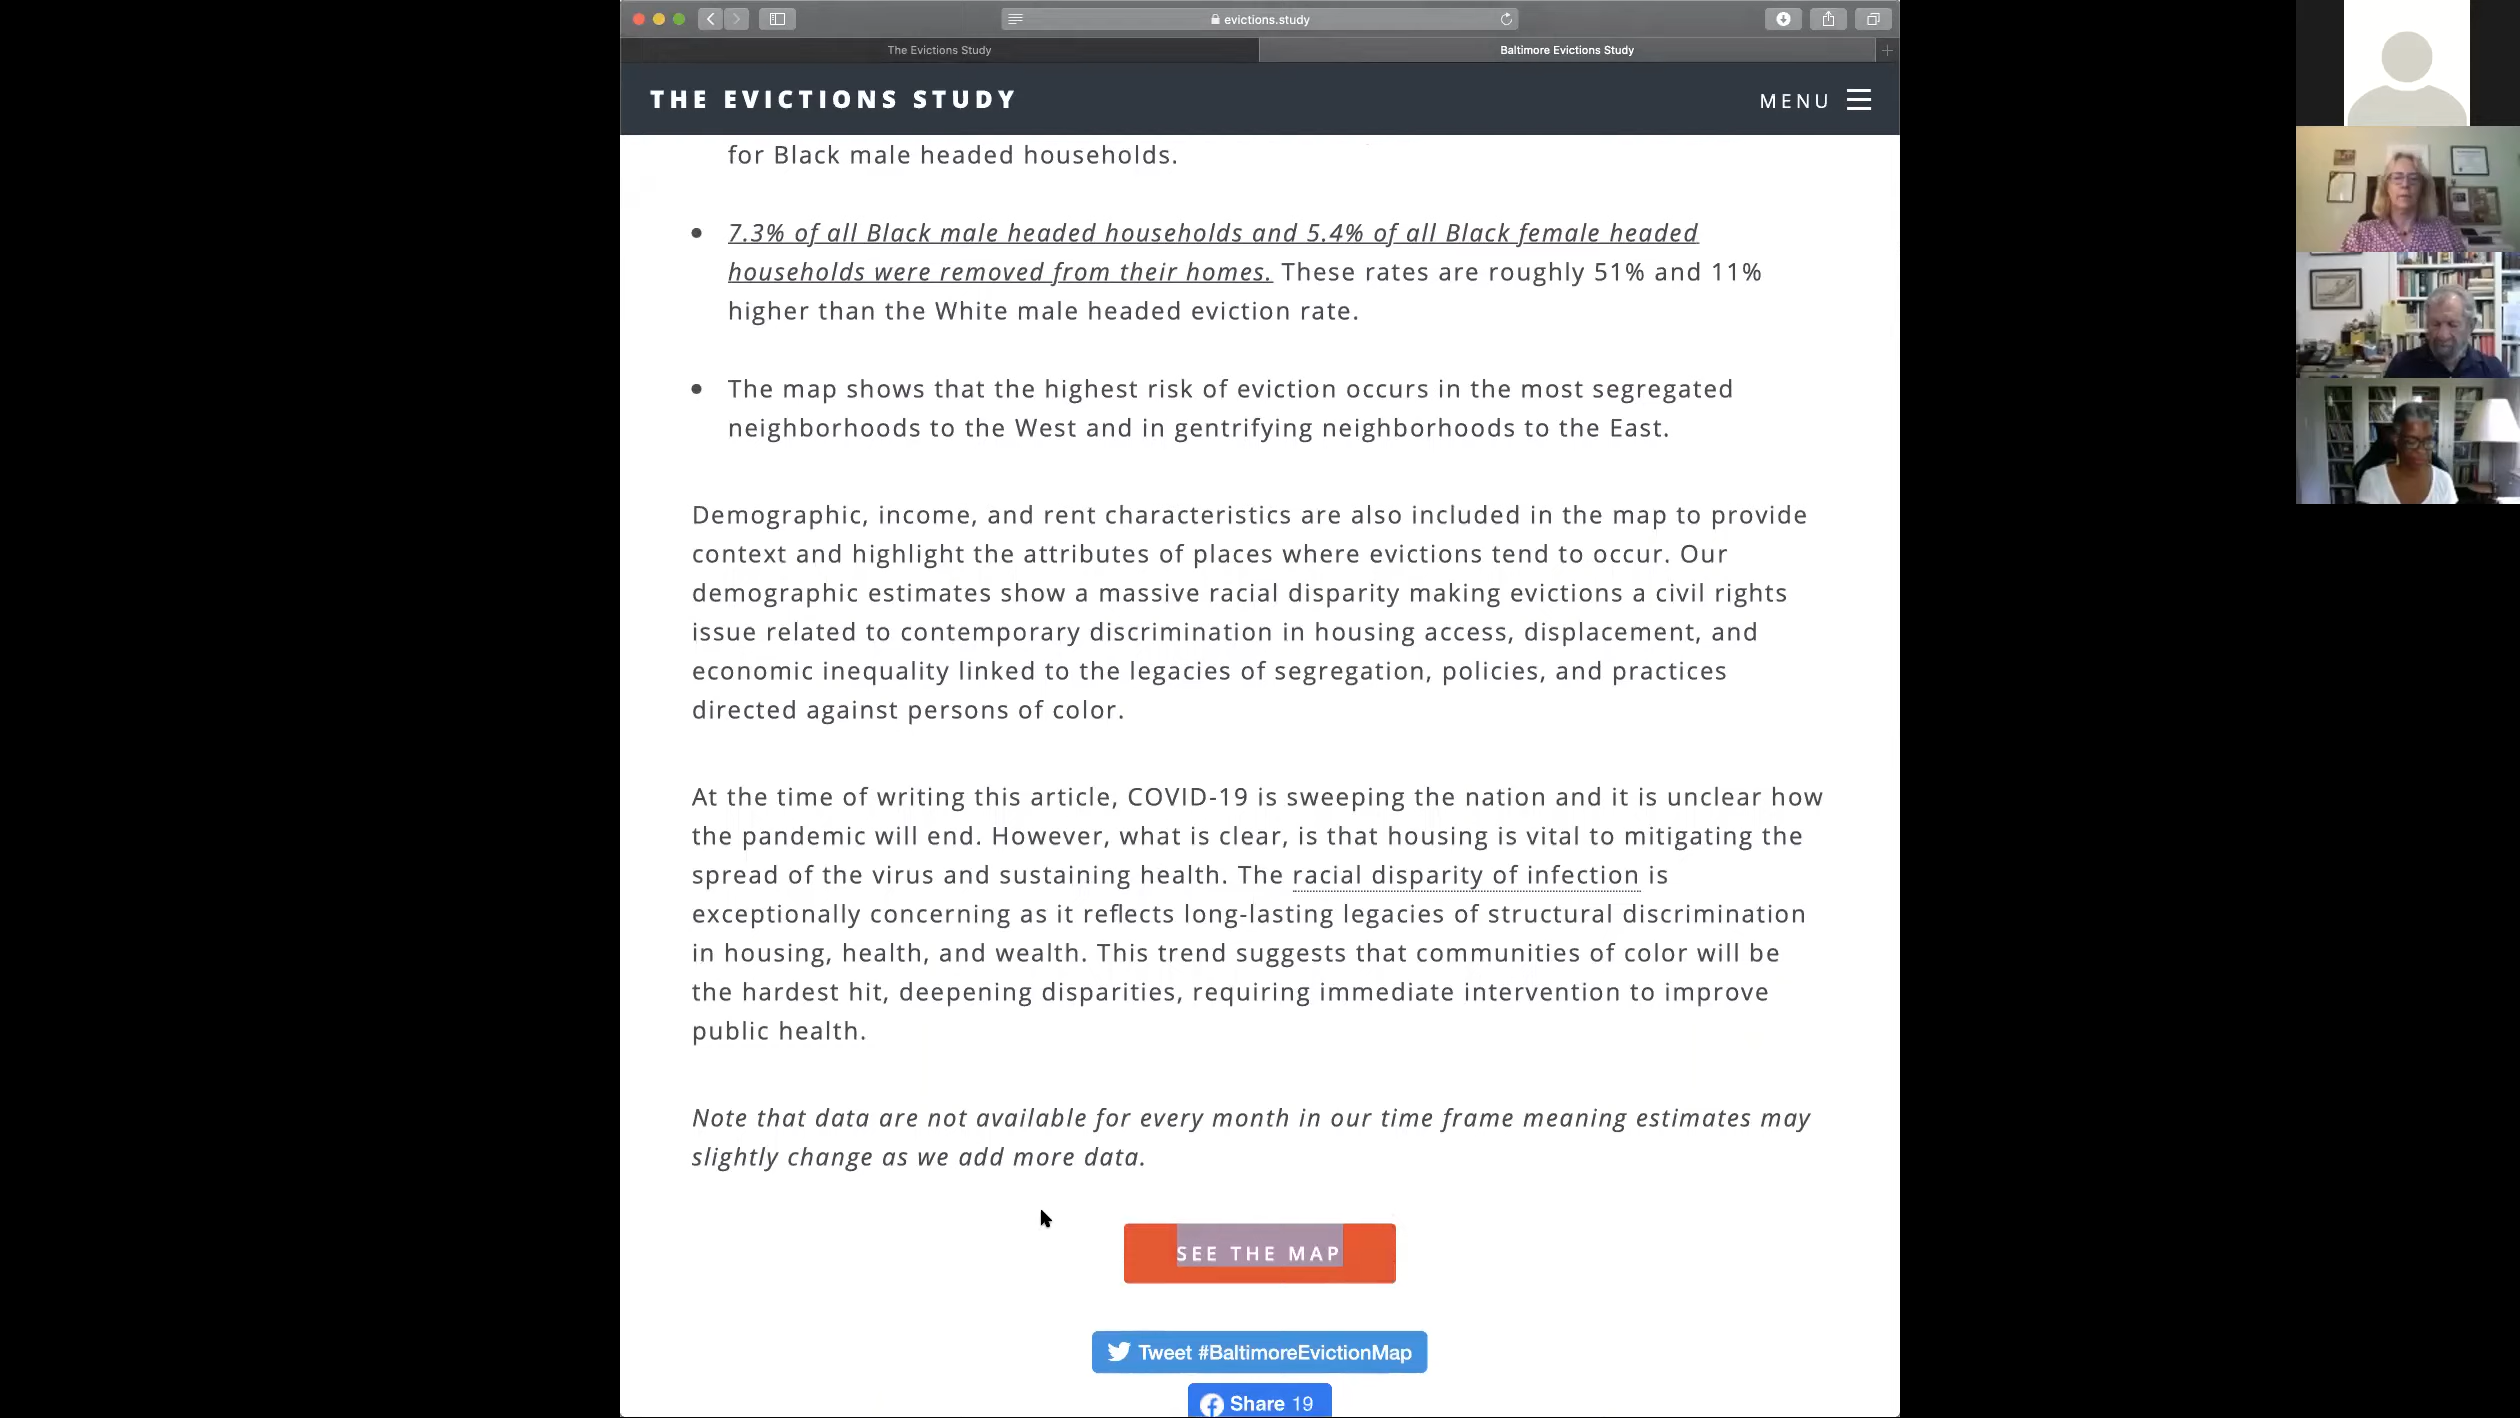 evictions.study
The Evictions Study
Baltimore Evictions Study
THE EVICTIONS STUDY
MENU
for Black male headed households.
7.3% of all Black male headed households and 5.4% of all Black female headed
households were removed from their homes. These rates are roughly 51% and 11%
higher than the White male headed eviction rate.
The map shows that the highest risk of eviction occurs in the most segregated
neighborhoods to the West and in gentrifying neighborhoods to the East.
Demographic, income, and rent characteristics are also included in the map to provide
context and highlight the attributes of places where evictions tend to occur. Our
demographic estimates show a massive racial disparity making evictions a civil rights
issue related to contemporary discrimination in housing access, displacement, and
economic inequality linked to the legacies of segregation, policies, and practices
directed against persons of color.
At the time of writing this article, COVID-19 is sweeping the nation and it is unclear how
the pandemic will end. However, what is clear, is that housing is vital to mitigating the
spread of the virus and sustaining health. The racial disparity of infection is
exceptionally concerning as it reflects long-lasting legacies of structural discrimination
in housing, health, and wealth. This trend suggests that communities of color will be
the hardest hit, deepening disparities, requiring immediate intervention to improve
public health.
Note that data are not available for every month in our time frame meaning estimates may
slightly change as we add more data.
SEE THE MAP
Tweet #BaltimoreEvictionMap
Share 19